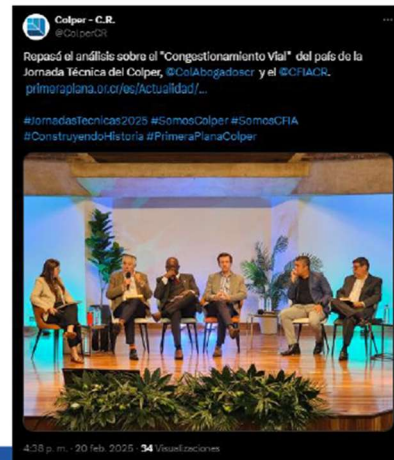 Colper - C.R.
@ColperCR
Repasá el análisis sobre el "Congestionamiento Vial" del país de la
Jornada Técnica del Colper, @ColAbogadoscr y el @CFIACR.
primeraplana.or.cr/es/Actualidad/...
#JornadasTecnicas2025 #SomosColper #SomosCFIA
#ConstruyendoHistoria #PrimeraPlanaColper
4:38 p. m. · 20 feb. 2025 · 34 Visualizaciones